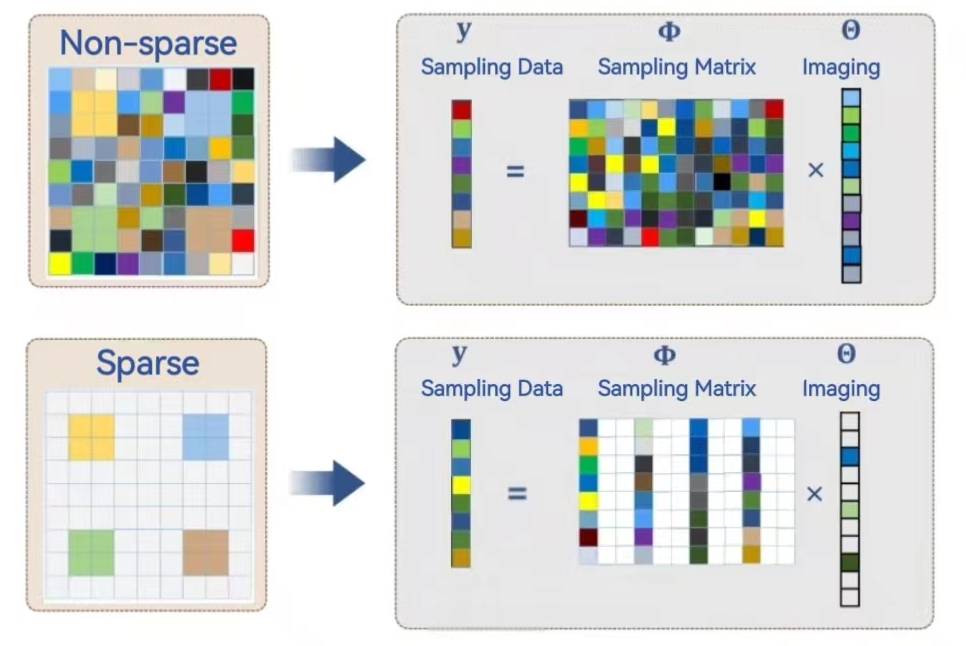 Non-sparse
y Φ Θ
Sampling Data Sampling Matrix Imaging
= ×
Sparse
y Φ Θ
Sampling Data Sampling Matrix Imaging
= ×